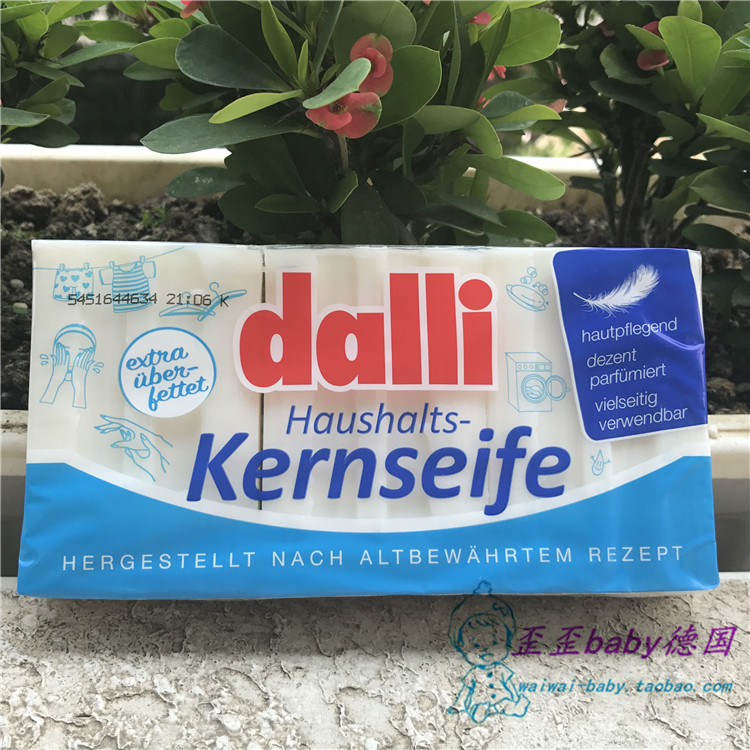 5451644634 21:06 K
dalli
extra
über-
fettet
Haushalts-
Kernseife
hautpflegend
dezent
parfümiert
vielseitig
verwendbar
HERGESTELLT NACH ALTBEWÄHRTEM REZEPT
歪歪baby德国
waiwai-baby.taobao.com